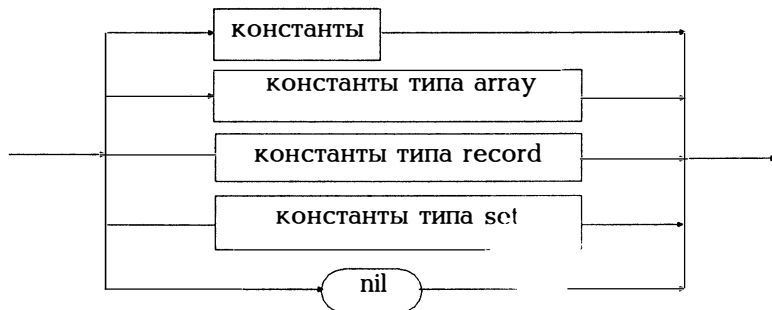 константы
константы типа array
константы типа record
константы типа set
nil